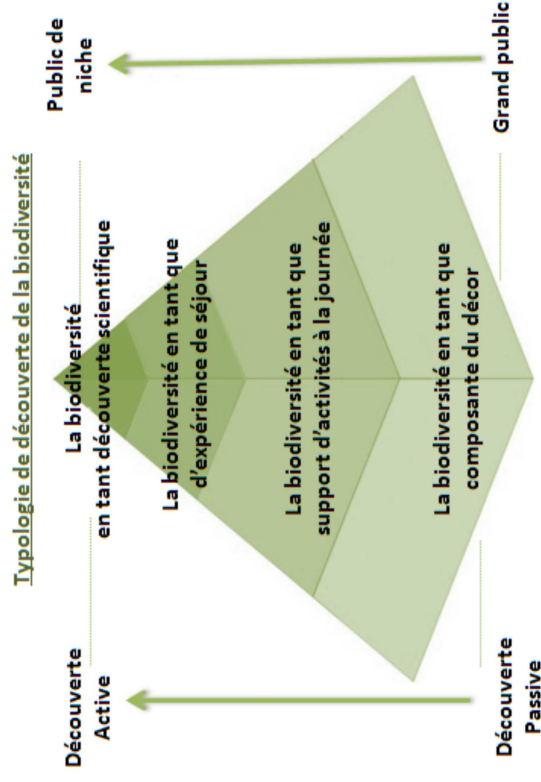 Typologie de découverte de la biodiversité
Découverte
Active
Public de
niche
La biodiversité
en tant découverte scientifique
La biodiversité en tant que
d'expérience de séjour
La biodiversité en tant que
support d'activités à la journée
La biodiversité en tant que
composante du décor
Découverte
Passive
Grand public